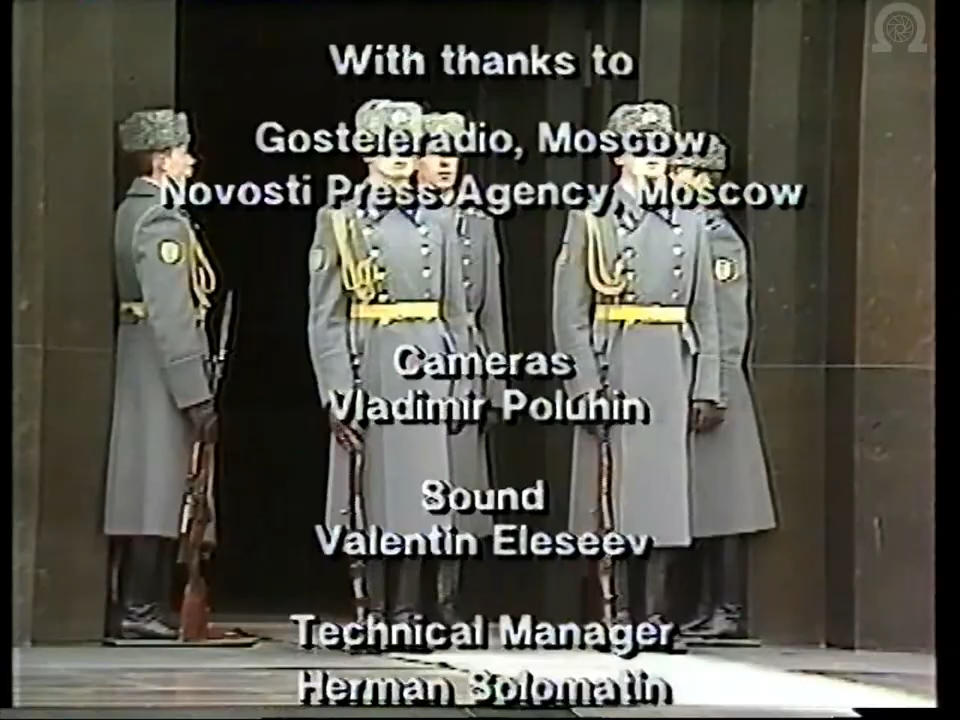 With thanks to
Gosteleradio, Moscow
Novosti Press Agency, Moscow
Cameras
Vladimir Poluhin
Sound
Valentin Eleseev
Technical Manager
Herman Solomatin